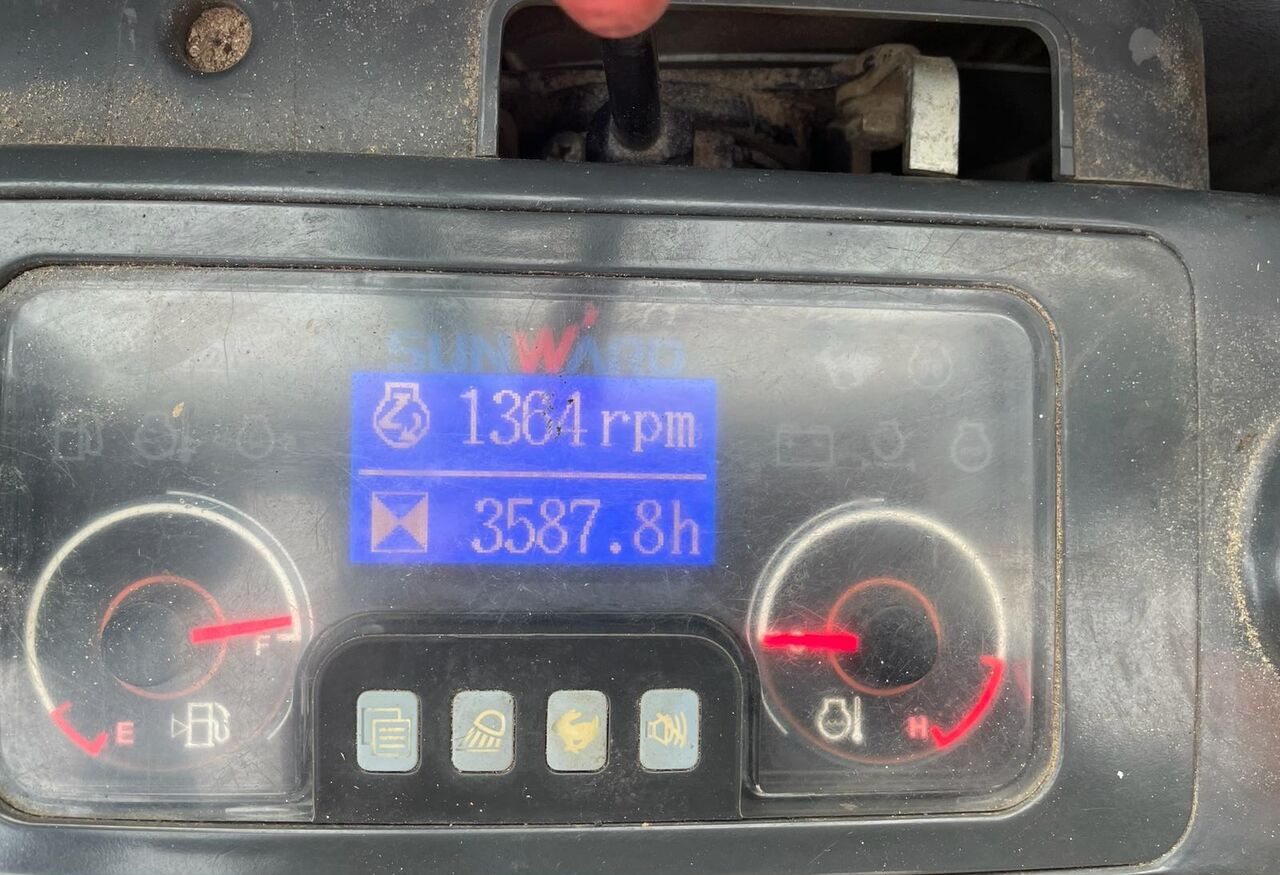 SUNWARD
1364 rpm
3587.8h
F
E
H